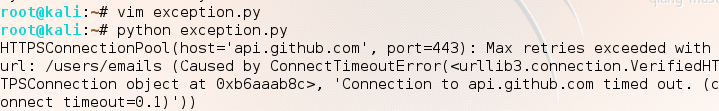 root@kali:~# vim exception.py
root@kali:~# python exception.py
HTTPSConnectionPool(host='api.github.com', port=443): Max retries exceeded with
url: /users/emails (Caused by ConnectTimeoutError(<urllib3.connection.VerifiedHT
TPSConnection object at 0xb6aaab8c>, 'Connection to api.github.com timed out. (c
onnect timeout=0.1)'))